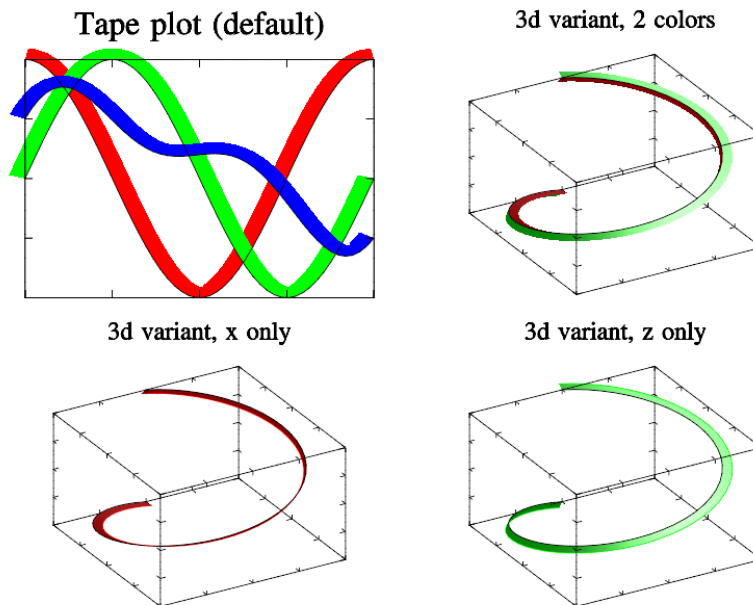 Tape plot (default)
3d variant, 2 colors
3d variant, x only
3d variant, z only